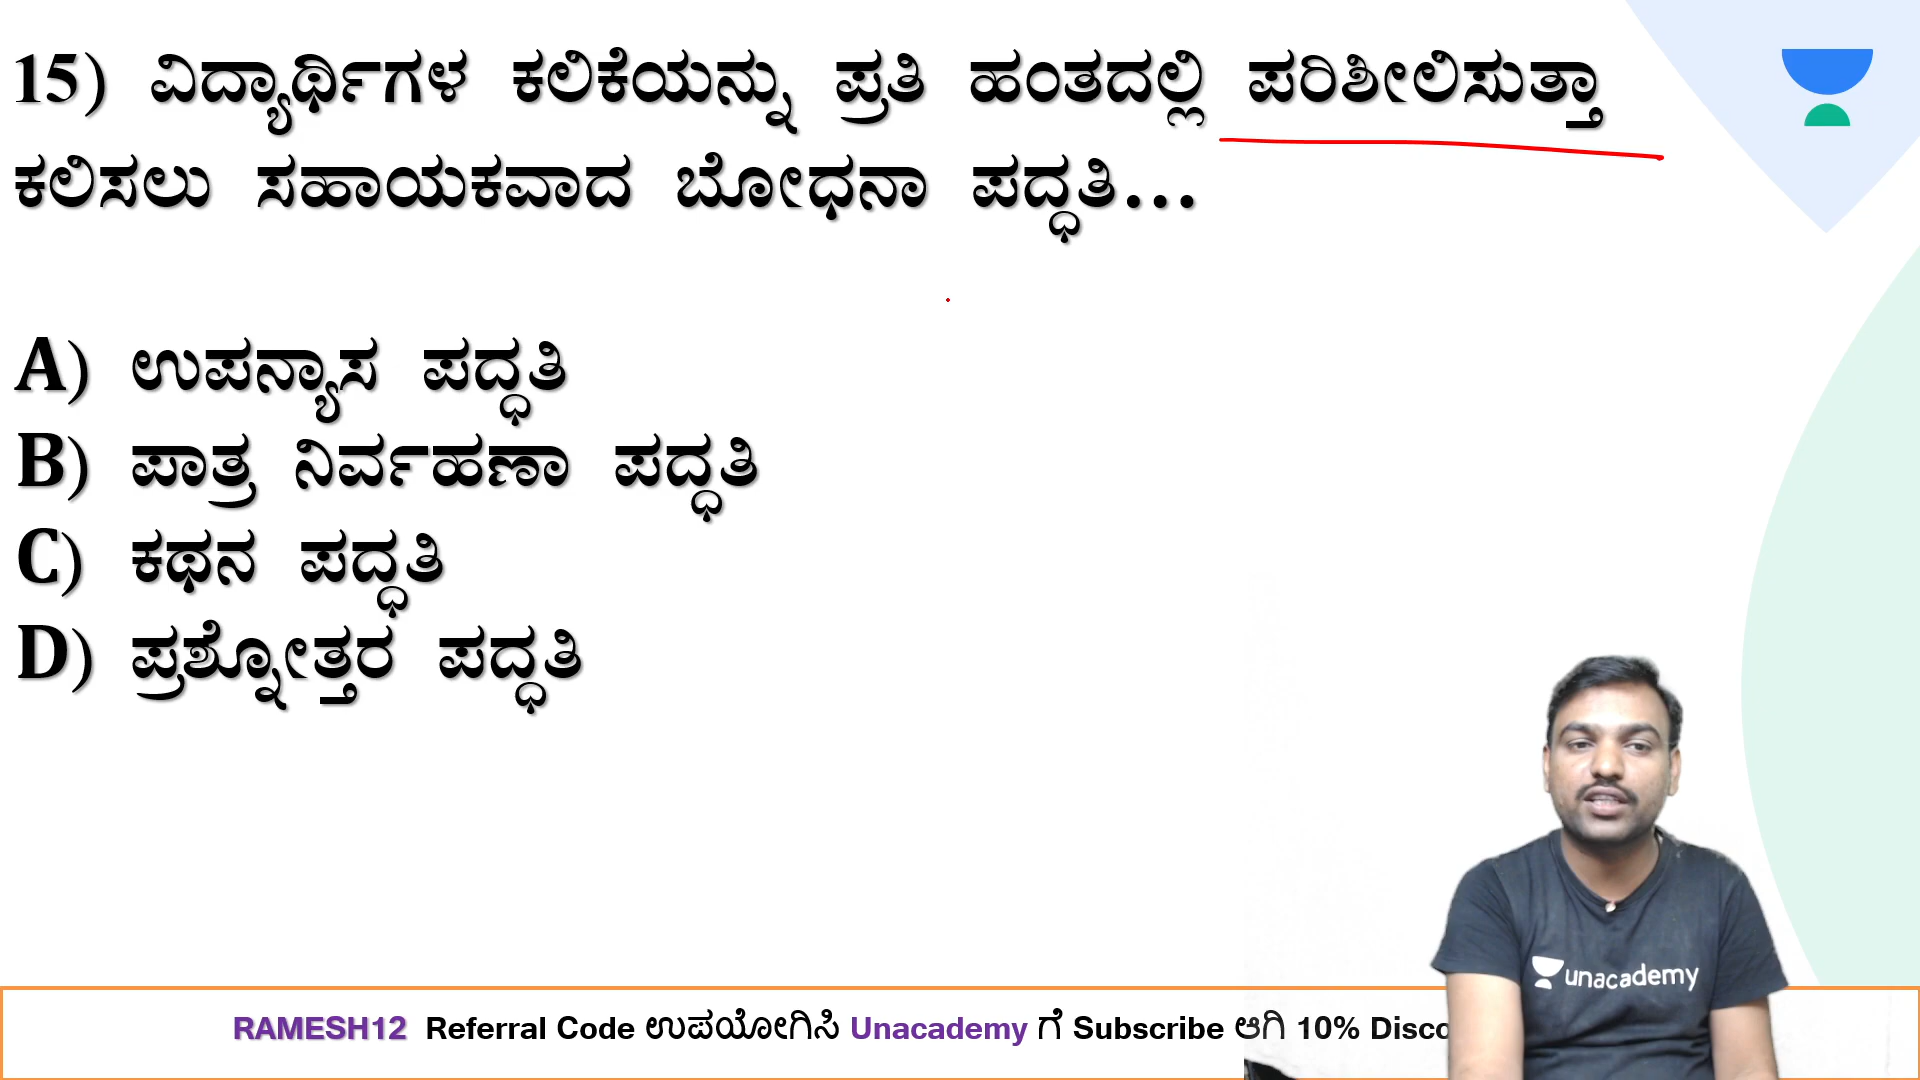 15) ವಿದ್ಯಾರ್ಥಿಗಳ ಕಲಿಕೆಯನ್ನು ಪ್ರತಿ ಹಂತದಲ್ಲಿ ಪರಿಶೀಲಿಸುತ್ತಾ
ಕಲಿಸಲು ಸಹಾಯಕವಾದ ಬೋಧನಾ ಪದ್ಧತಿ...
A) ಉಪನ್ಯಾಸ ಪದ್ಧತಿ
B) ಪಾತ್ರ ನಿರ್ವಹಣಾ ಪದ್ಧತಿ
C) ಕಥನ ಪದ್ಧತಿ
D) ಪ್ರಶ್ನೋತ್ತರ ಪದ್ಧತಿ
unacademy
RAMESH12 Referral Code ಉಪಯೋಗಿಸಿ Unacademy ಗೆ Subscribe ಆಗಿ 10%